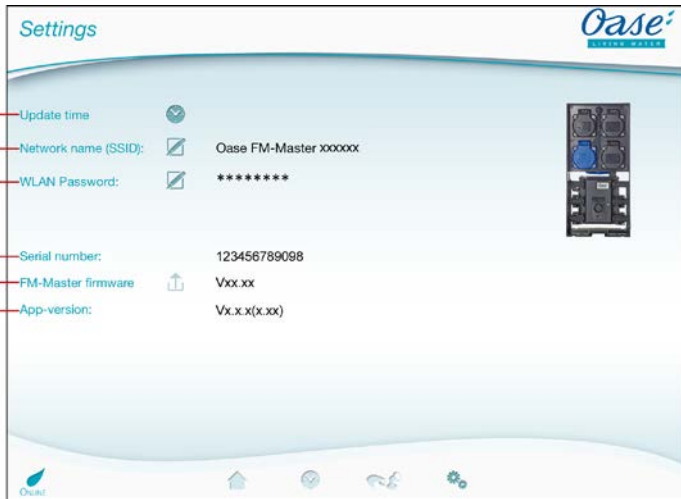 Settings
Oase
LIVING WATER
Update time
Network name (SSID): Oase FM-Master xxxxxx
WLAN Password: ********
Serial number: 123456789098
FM-Master firmware Vxx.xx
App-version: Vx.x.x(x.xx)
ONLINE